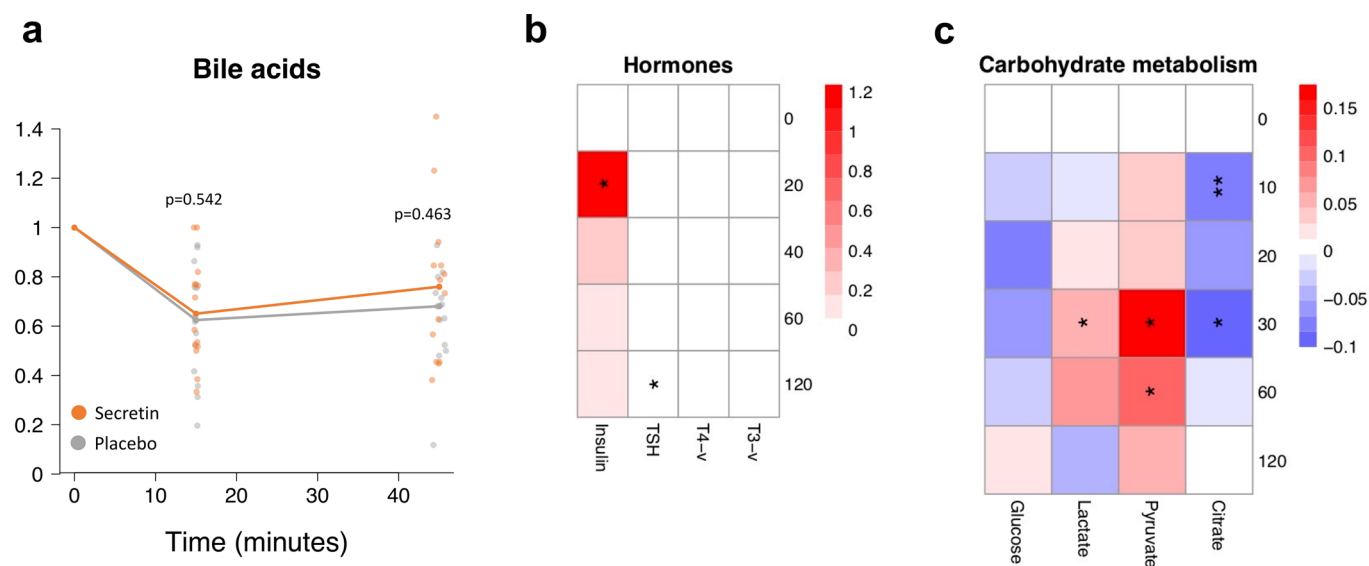 a
Bile acids
1.4
1.2
1
0.8
0.6
0.4
0.2
0
p=0.542
p=0.463
Secretin
Placebo
0 10 20 30 40
Time (minutes)
b
Hormones
0
20
40
60
120
*
*
Insulin
TSH
T4−v
T3−v
1.2
1
0.8
0.6
0.4
0.2
0
c
Carbohydrate metabolism
0
10
20
30
60
120
**
* * *
*
Glucose
Lactate
Pyruvate
Citrate
0.15
0.1
0.05
0
−0.05
−0.1